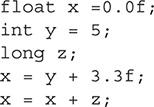 float x =0.0f;
int y = 5;
long z;
x = y + 3.3f;
x = x + z;